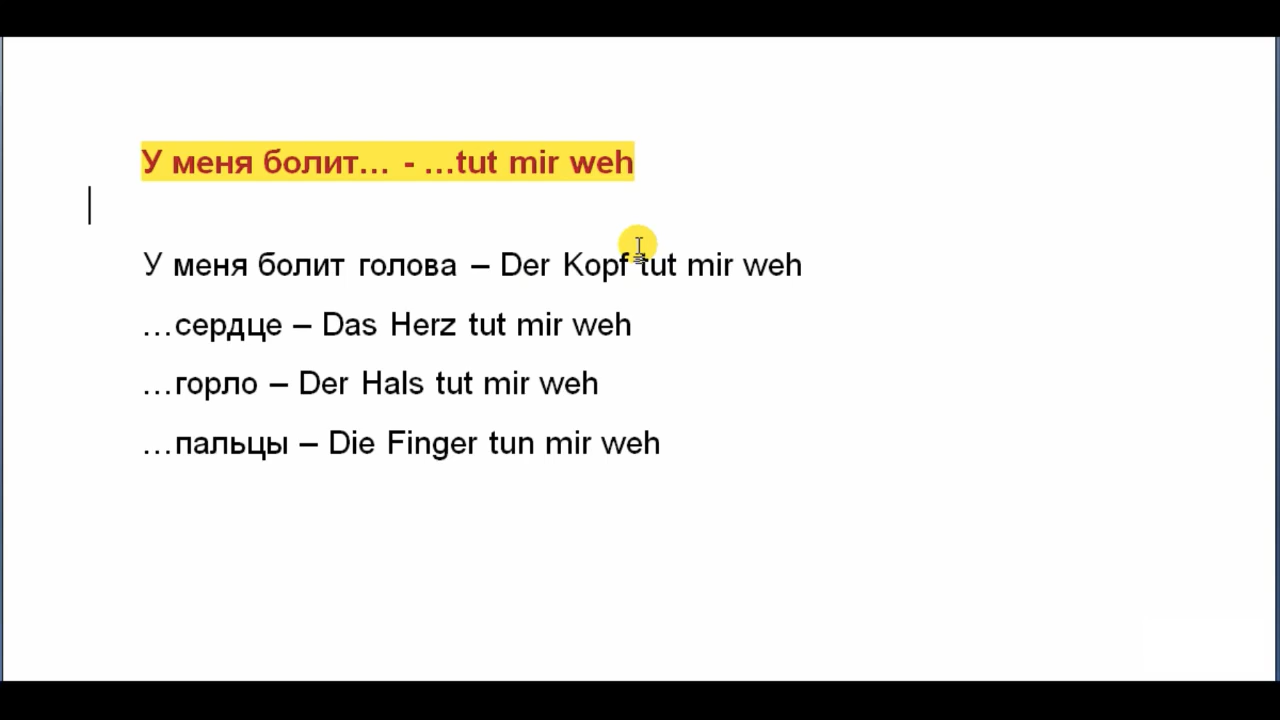 У меня болит… - …tut mir weh
У меня болит голова – Der Kopf tut mir weh
…сердце – Das Herz tut mir weh
…горло – Der Hals tut mir weh
…пальцы – Die Finger tun mir weh